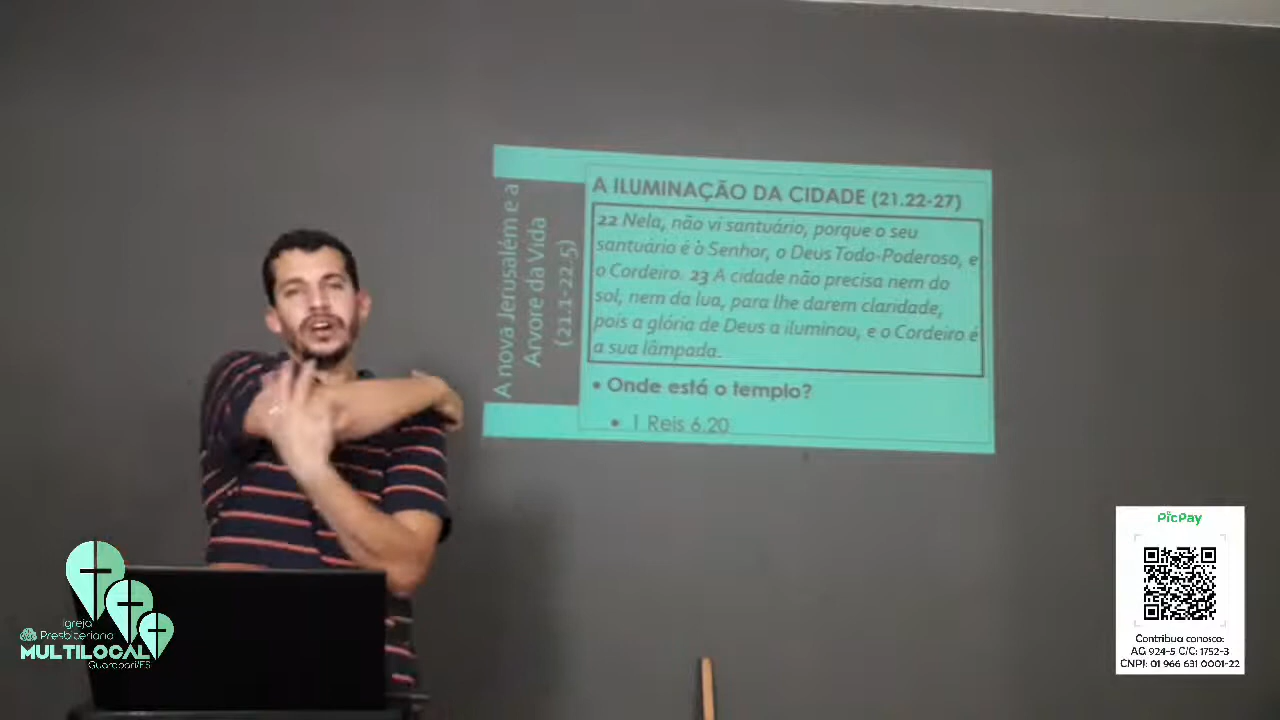 A nova Jerusalém e a
Árvore da Vida
(21.1-22.5)
A ILUMINAÇÃO DA CIDADE (21.22-27)
22 Nela, não vi santuário, porque o seu
santuário é o Senhor, o Deus Todo-Poderoso, e
o Cordeiro. 23 A cidade não precisa nem do
sol, nem da lua, para lhe darem claridade,
pois a glória de Deus a iluminou, e o Cordeiro é
a sua lâmpada.
• Onde está o templo?
• 1 Reis 6.20
Igreja
Presbiteriana
MULTILOCAL
Guarapari/ES
PicPay
Contribua conosco:
AG 924-5 C/C: 1752-3
CNPJ: 01 966 631 0001-22